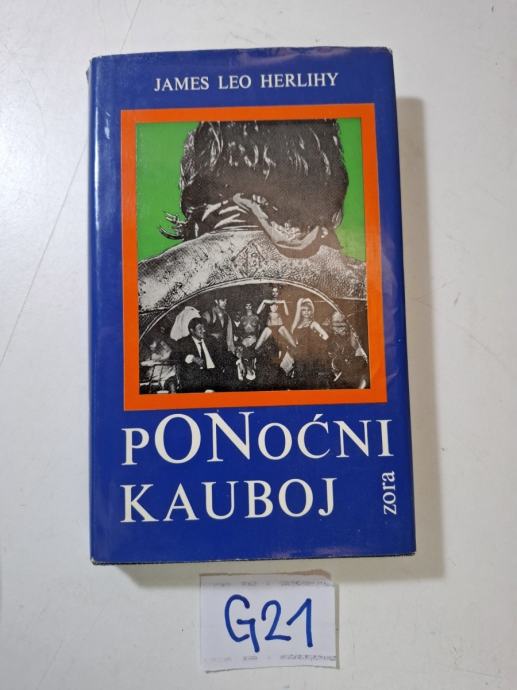 JAMES LEO HERLIHY
PONOĆNI
KAUBOJ
zora
G21